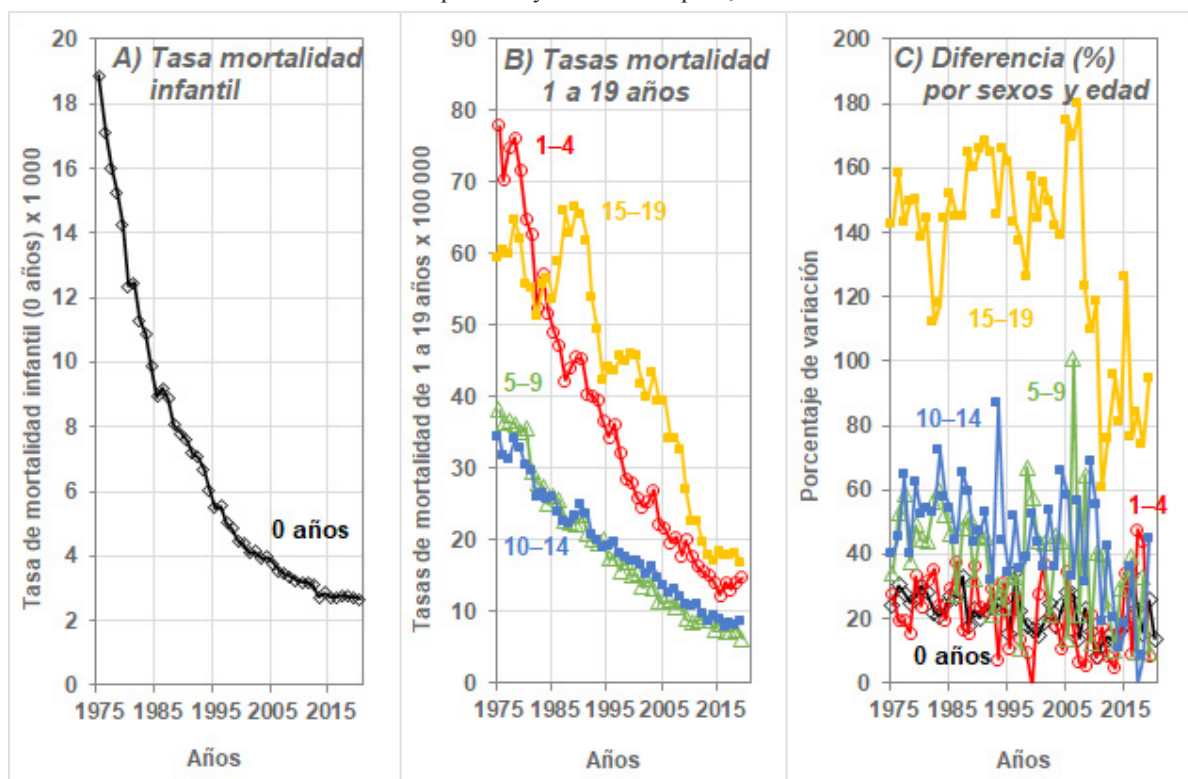 A) Tasa mortalidad
infantil
Tasa de mortalidad infantil (0 años) x 1 000
20
18
16
14
12
10
8
6
4
2
0
0 años
1975 1985 1995 2005 2015
Años
B) Tasas mortalidad
1 a 19 años
Tasas de mortalidad de 1 a 19 años x 100 000
90
80
70
60
50
40
30
20
10
0
1–4
15–19
5–9
10–14
1975 1985 1995 2005 2015
Años
C) Diferencia (%)
por sexos y edad
Porcentaje de variación
200
180
160
140
120
100
80
60
40
20
0
15–19
5–9
10–14
1–4
0 años
1975 1985 1995 2005 2015
Años